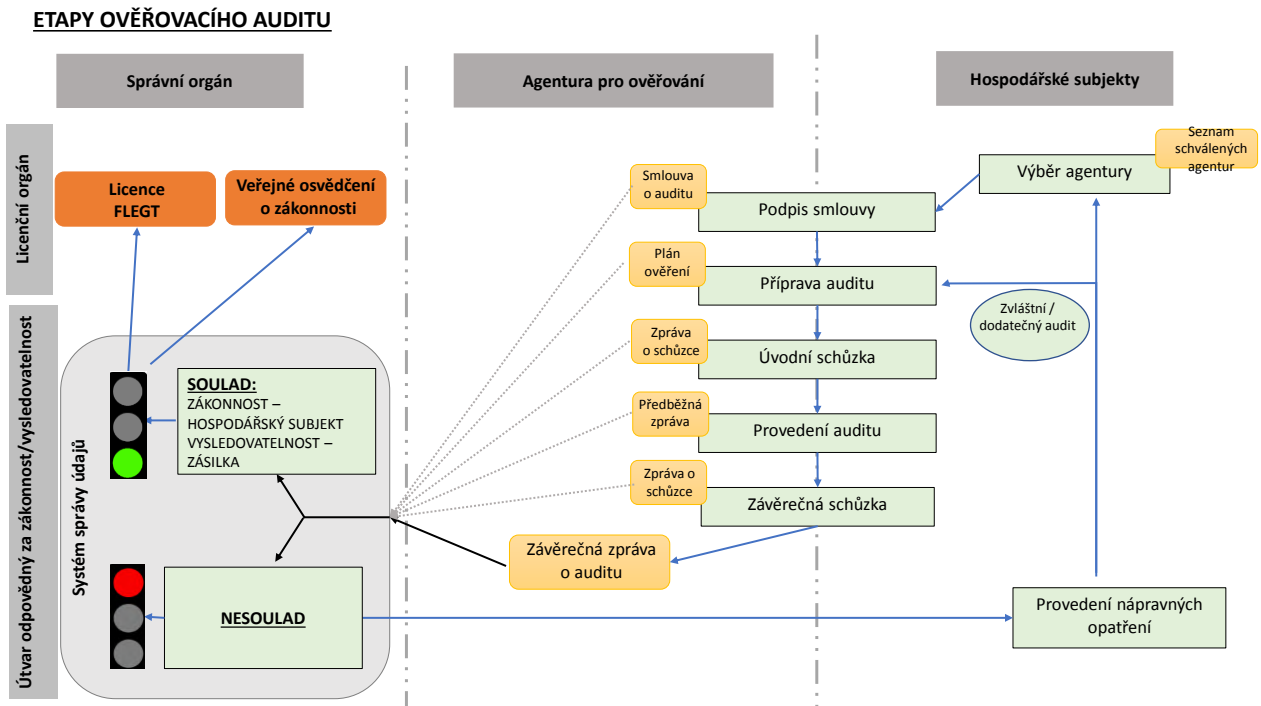 ETAPY OVĚŘOVACÍHO AUDITU
Správní orgán
Agentura pro ověřování
Hospodářské subjekty
Licenční orgán
Licence
FLEGT
Veřejné osvědčení
o zákonnosti
Smlouva
o auditu
Podpis smlouvy
Výběr agentury
Seznam
schválených
agentur
Plán
ověření
Příprava auditu
Zvláštní /
dodatečný audit
Útvar odpovědný za zákonnost/vysledovatelnost
Systém správy údajů
SOULAD:
ZÁKONNOST –
HOSPODÁŘSKÝ SUBJEKT
VYSLEDOVATELNOST –
ZÁSILKA
Zpráva
o schůzce
Úvodní schůzka
Předběžná
zpráva
Provedení auditu
Zpráva o
schůzce
Závěrečná schůzka
Závěrečná zpráva
o auditu
NESOULAD
Provedení nápravných
opatření